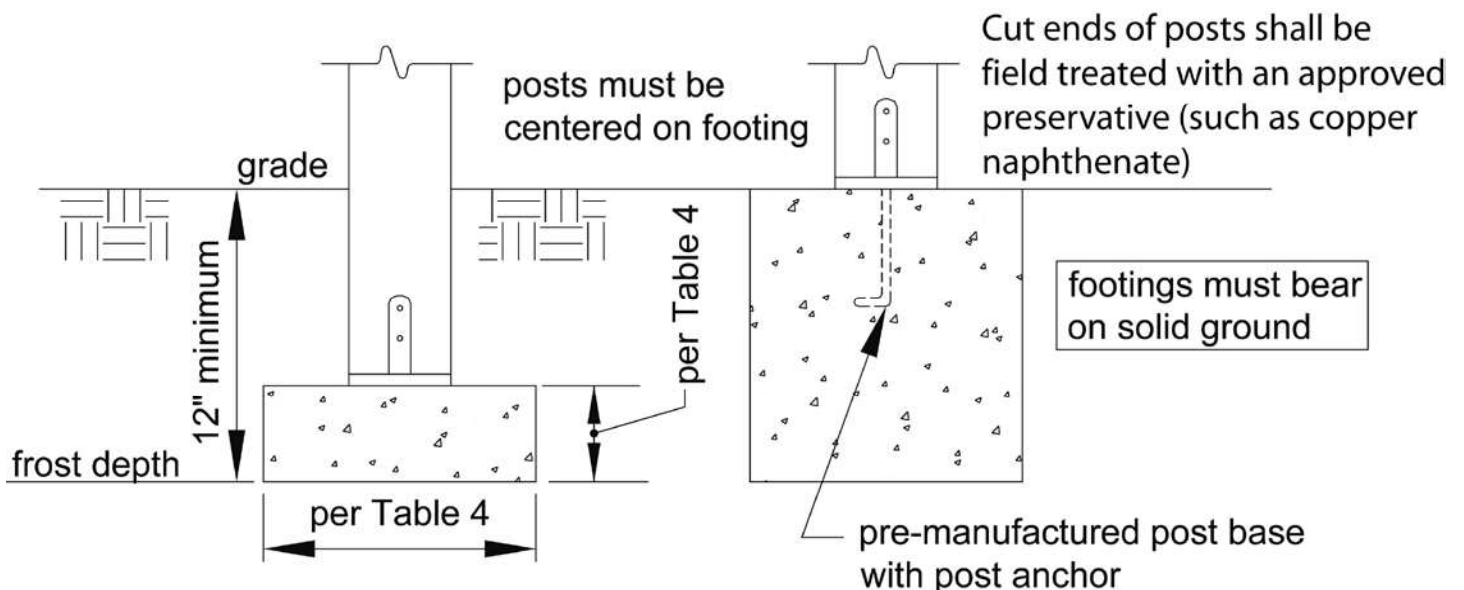 Cut ends of posts shall be
field treated with an approved
preservative (such as copper
naphthenate)
posts must be
centered on footing
grade
12" minimum
per Table 4
footings must bear
on solid ground
frost depth
per Table 4
pre-manufactured post base
with post anchor